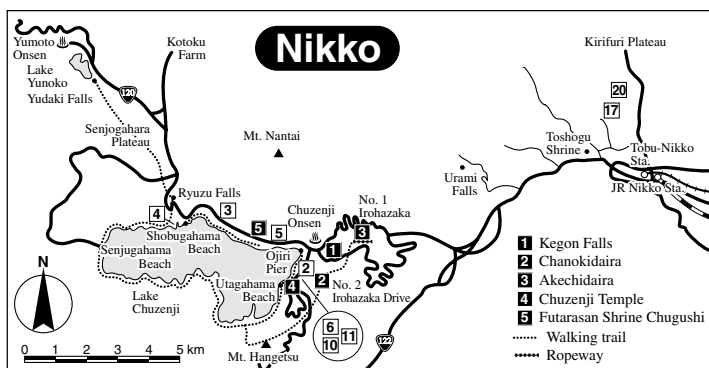 Nikko
Yumoto
Onsen
Lake
Yunoko
Yudaki Falls
Kotoku
Farm
120
Senjogahara
Plateau
Mt. Nantai
Kirifuri Plateau
20
17
Toshogu
Shrine
Tobu-Nikko
Sta.
JR Nikko Sta.
Urami
Falls
Ryuzu Falls
4
3
5
5
Chuzenji
Onsen
No. 1
Irohazaka
3
1
Shobugahama
Beach
Senjugahama
Beach
Ojiri
Pier
2
2
No. 2
Irohazaka Drive
Utagahama
Beach
4
Lake
Chuzenji
6
11
10
Mt. Hangetsu
122
N
0 1 2 3 4 5 km
1 Kegon Falls
2 Chanokidaira
3 Akechidaira
4 Chuzenji Temple
5 Futarasan Shrine Chugushi
Walking trail
Ropeway